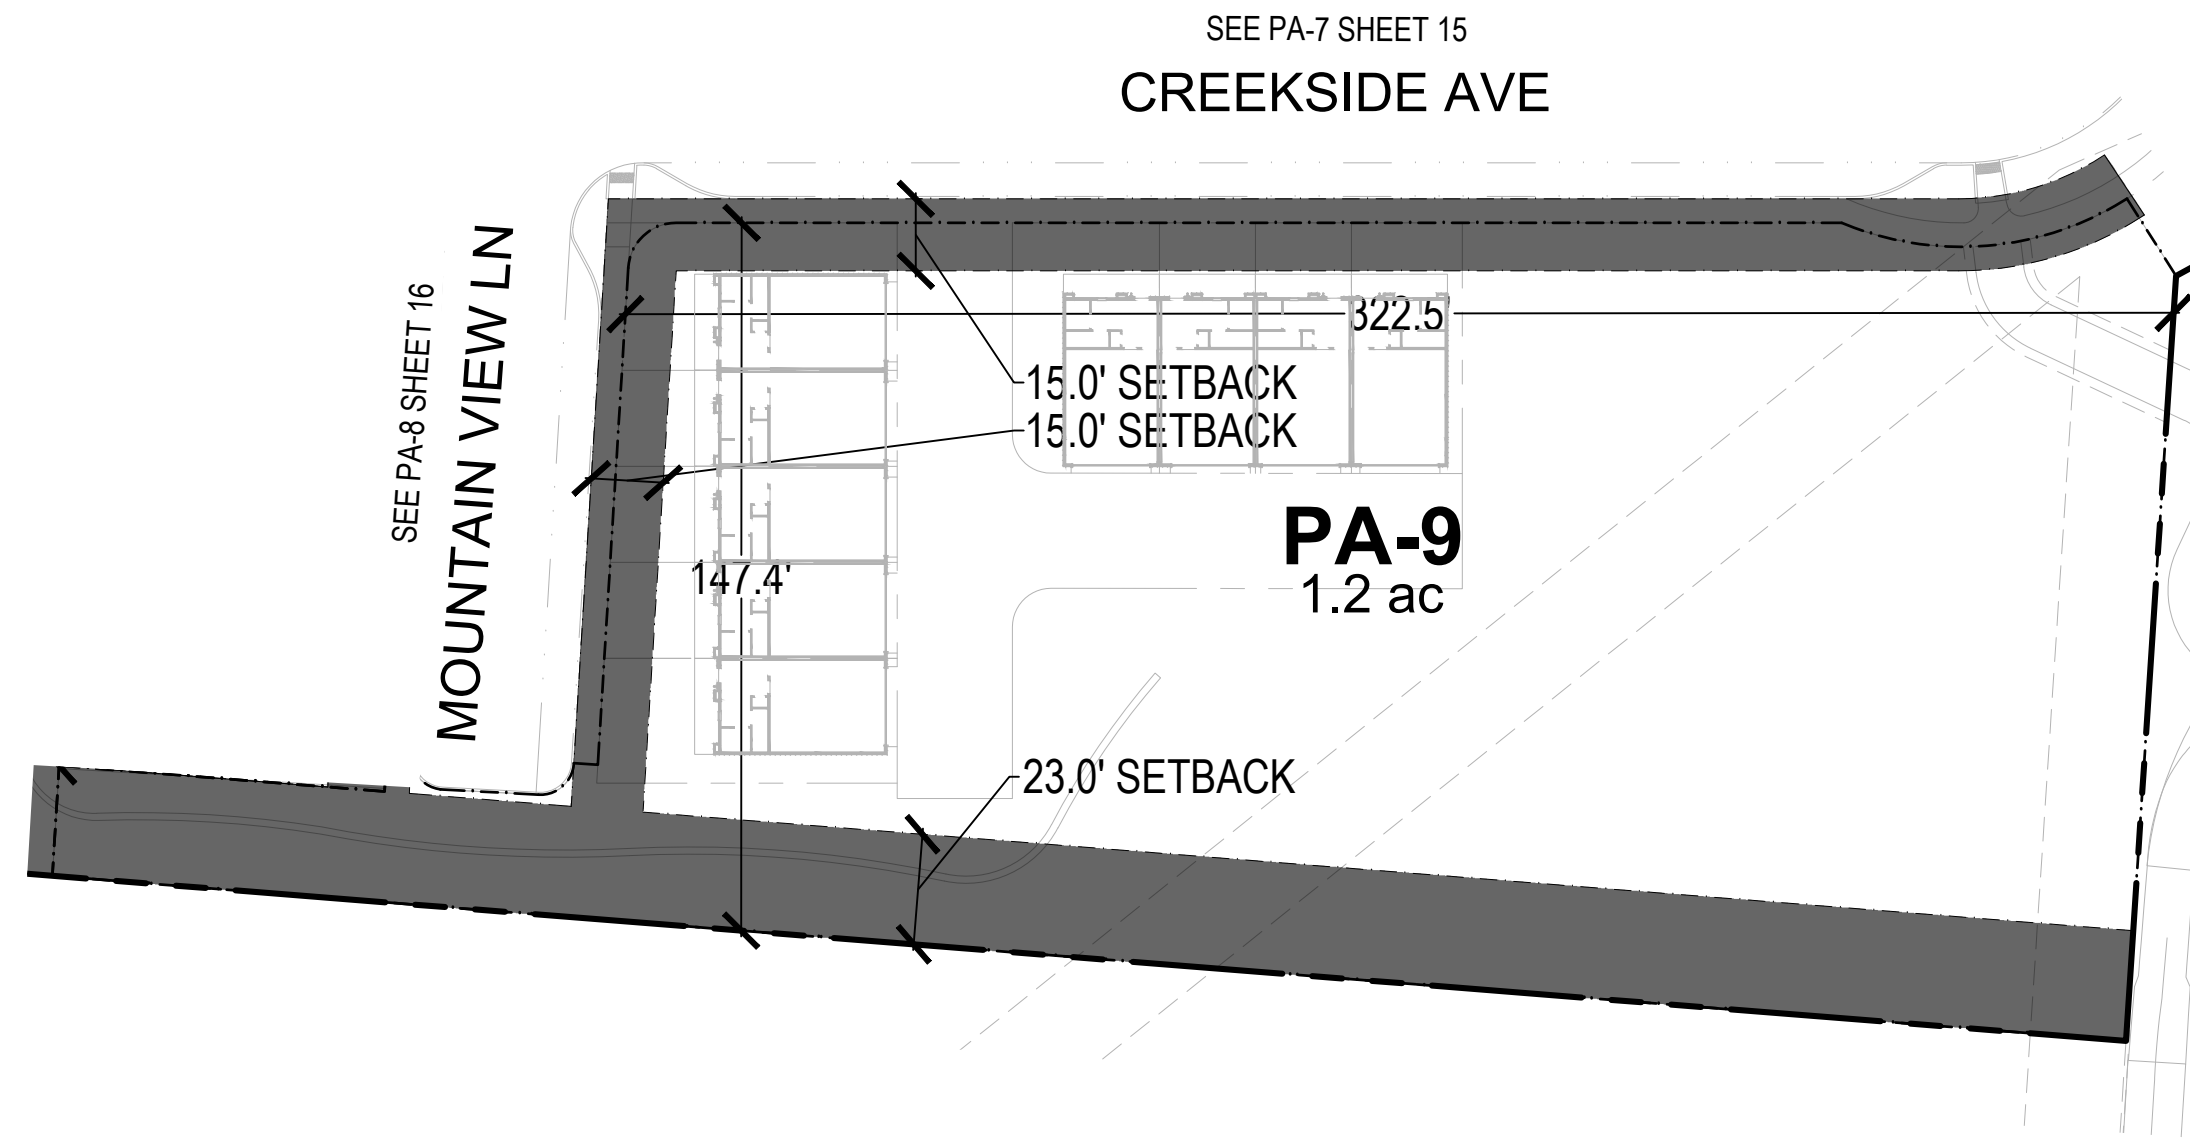 SEE PA-7 SHEET 15
CREEKSIDE AVE
SEE PA-8 SHEET 16
MOUNTAIN VIEW LN
322.5'
15.0' SETBACK
15.0' SETBACK
PA-9
1.2 ac
147.4'
23.0' SETBACK